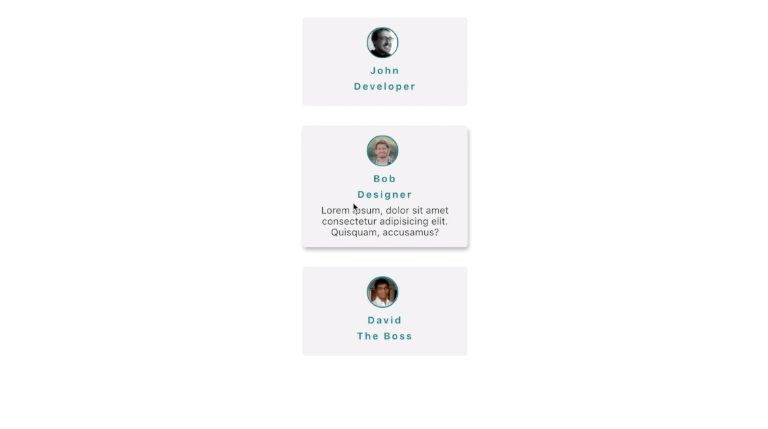 John
Developer
Bob
Designer
Lorem ipsum, dolor sit amet
consectetur adipisicing elit.
Quisquam, accusamus?
David
The Boss